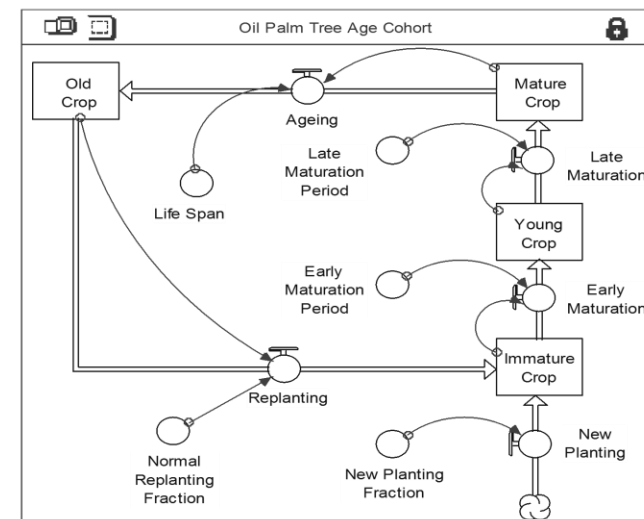 Oil Palm Tree Age Cohort
Old
Crop
Mature
Crop
Ageing
Late
Maturation
Period
Late
Maturation
Life Span
Young
Crop
Early
Maturation
Period
Early
Maturation
Immature
Crop
Replanting
Normal
Replanting
Fraction
New Planting
Fraction
New
Planting